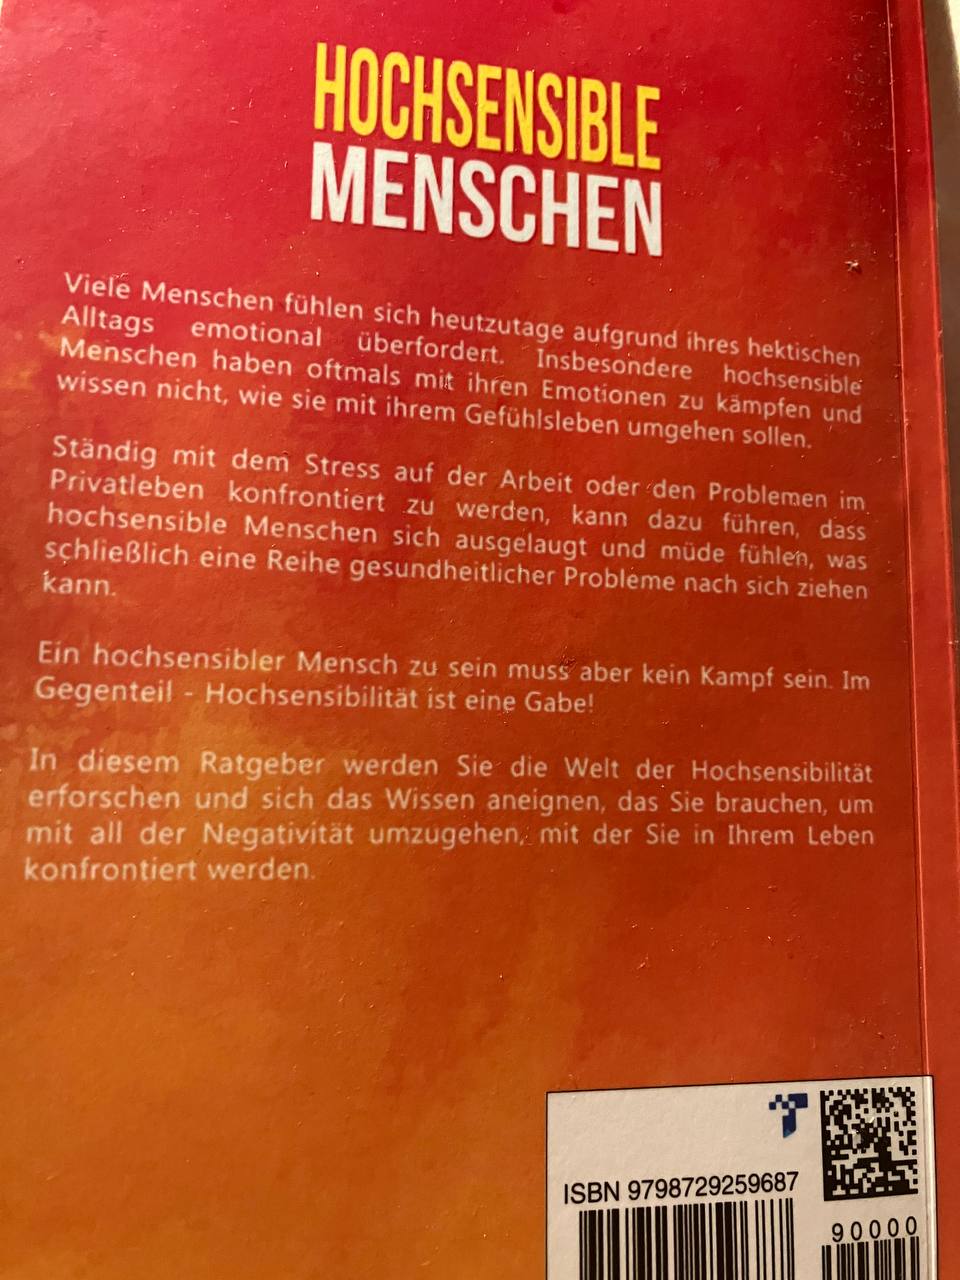 HOCHSENSIBLE
MENSCHEN
Viele Menschen fühlen sich heutzutage aufgrund ihres hektischen
Alltags emotional überfordert. Insbesondere hochsensible
Menschen haben oftmals mit ihren Emotionen zu kämpfen und
wissen nicht, wie sie mit ihrem Gefühlsleben umgehen sollen.
Ständig mit dem Stress auf der Arbeit oder den Problemen im
Privatleben konfrontiert zu werden, kann dazu führen, dass
hochsensible Menschen sich ausgelaugt und müde fühlen, was
schließlich eine Reihe gesundheitlicher Probleme nach sich ziehen
kann.
Ein hochsensibler Mensch zu sein muss aber kein Kampf sein. Im
Gegenteil - Hochsensibilität ist eine Gabe!
In diesem Ratgeber werden Sie die Welt der Hochsensibilität
erforschen und sich das Wissen aneignen, das Sie brauchen, um
mit all der Negativität umzugehen, mit der Sie in Ihrem Leben
konfrontiert werden.
ISBN 9798729259687
90000